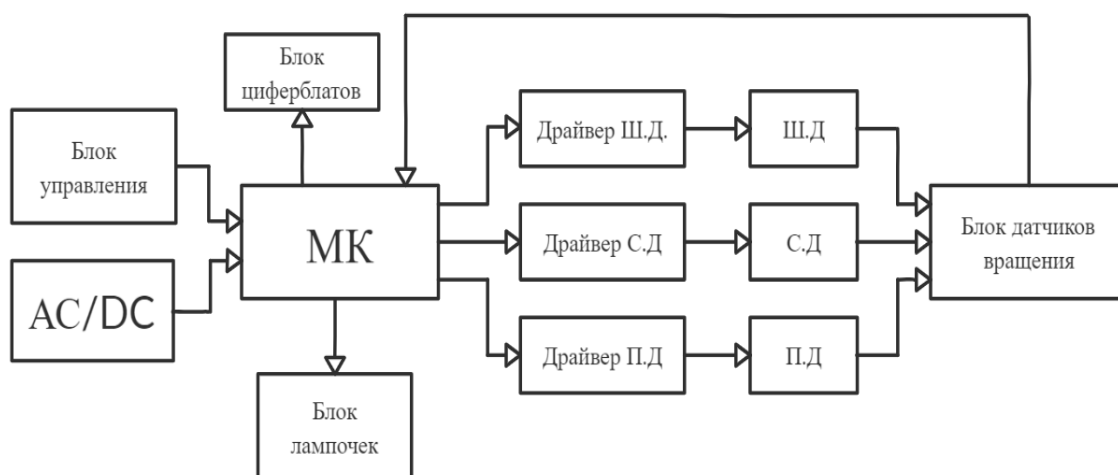 Блок
циферблатов
Блок
управления
Драйвер Ш.Д.
Ш.Д
МК
Драйвер С.Д
С.Д
Блок датчиков
вращения
AC/DC
Драйвер П.Д
П.Д
Блок
лампочек